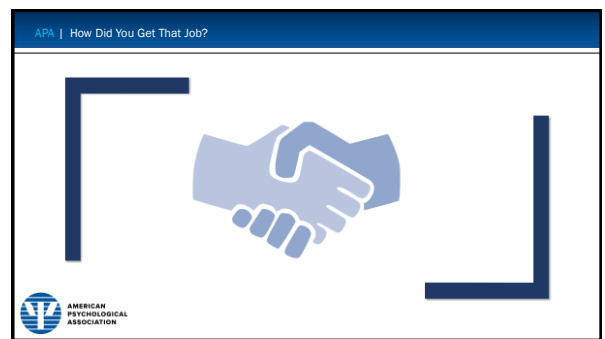 APA | How Did You Get That Job?
AMERICAN
PSYCHOLOGICAL
ASSOCIATION